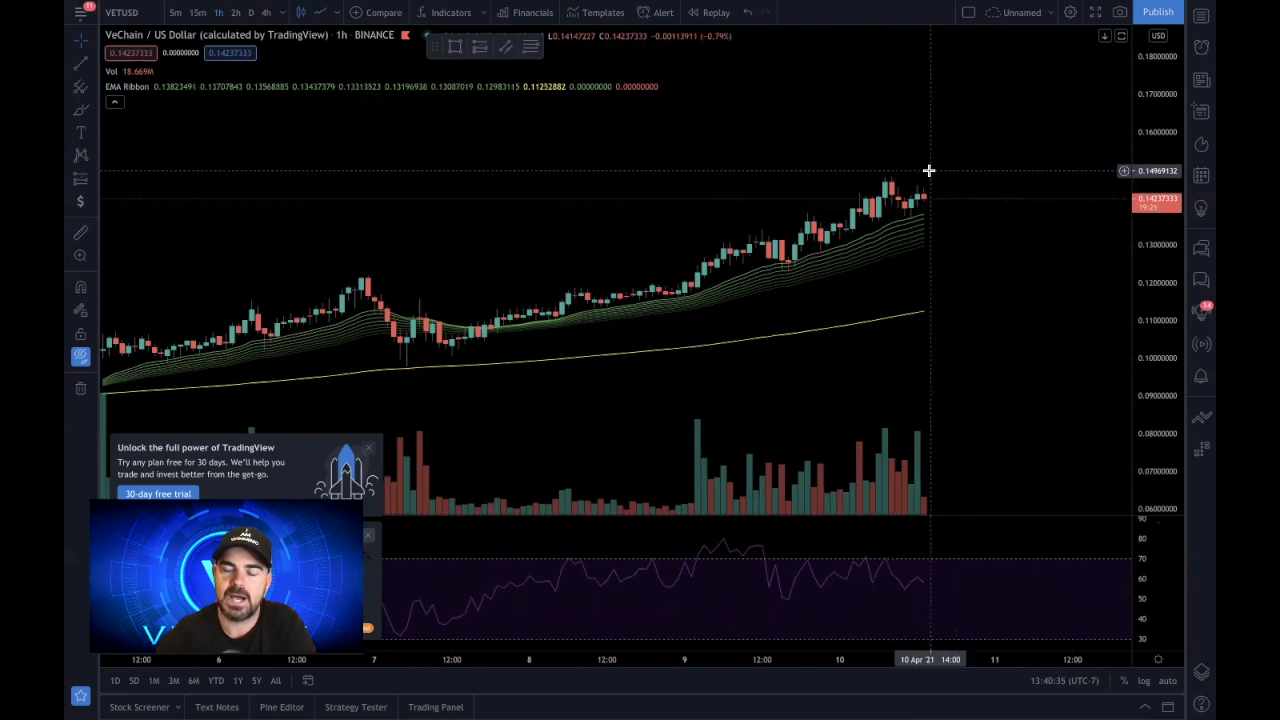 11
VETUSD 5m 15m 1h 2h D 4h Compare Indicators Financials Templates Alert Replay Unnamed Publish
VeChain / US Dollar (calculated by TradingView) · 1h · BINANCE L0.14147227 C0.14237333 −0.00113911 (−0.79%)
USD
0.14237333 0.00000000 0.14237333
Vol 18.669M
EMA Ribbon 0.13823491 0.13707843 0.13568885 0.13437379 0.13313523 0.13196938 0.13087019 0.12983115 0.11252882 0.00000000 0.00000000
0.18000000
0.17000000
0.16000000
0.14969132
0.14237333
19:25
0.13000000
0.12000000
0.11000000
0.10000000
0.09000000
0.08000000
0.07000000
0.06000000
14
Unlock the full power of TradingView
Try any plan free for 30 days. We'll help you
trade and invest better from the get-go.
30-day free trial
I AM
WINNING
90
80
70
60
50
40
30
12:00 6 12:00 7 12:00 8 12:00 9 12:00 10 10 Apr '21 14:00 11 12:00
1D 5D 1M 3M 6M YTD 1Y 5Y All 13:40:35 (UTC-7) % log auto
Stock Screener Text Notes Pine Editor Strategy Tester Trading Panel